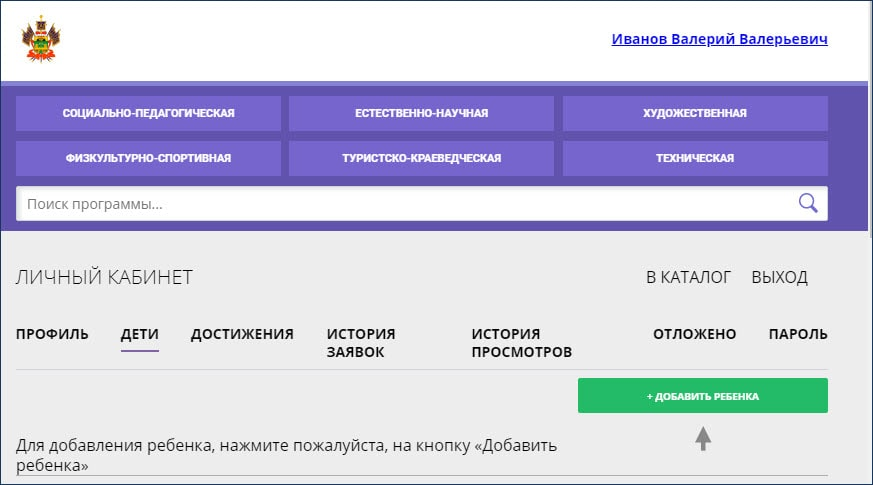 Иванов Валерий Валерьевич
СОЦИАЛЬНО-ПЕДАГОГИЧЕСКАЯ
ЕСТЕСТВЕННО-НАУЧНАЯ
ХУДОЖЕСТВЕННАЯ
ФИЗКУЛЬТУРНО-СПОРТИВНАЯ
ТУРИСТСКО-КРАЕВЕДЧЕСКАЯ
ТЕХНИЧЕСКАЯ
Поиск программы...
ЛИЧНЫЙ КАБИНЕТ
В КАТАЛОГ
ВЫХОД
ПРОФИЛЬ
ДЕТИ
ДОСТИЖЕНИЯ
ИСТОРИЯ
ЗАЯВОК
ИСТОРИЯ
ПРОСМОТРОВ
ОТЛОЖЕНО
ПАРОЛЬ
+ ДОБАВИТЬ РЕБЕНКА
Для добавления ребенка, нажмите пожалуйста, на кнопку «Добавить
ребенка»